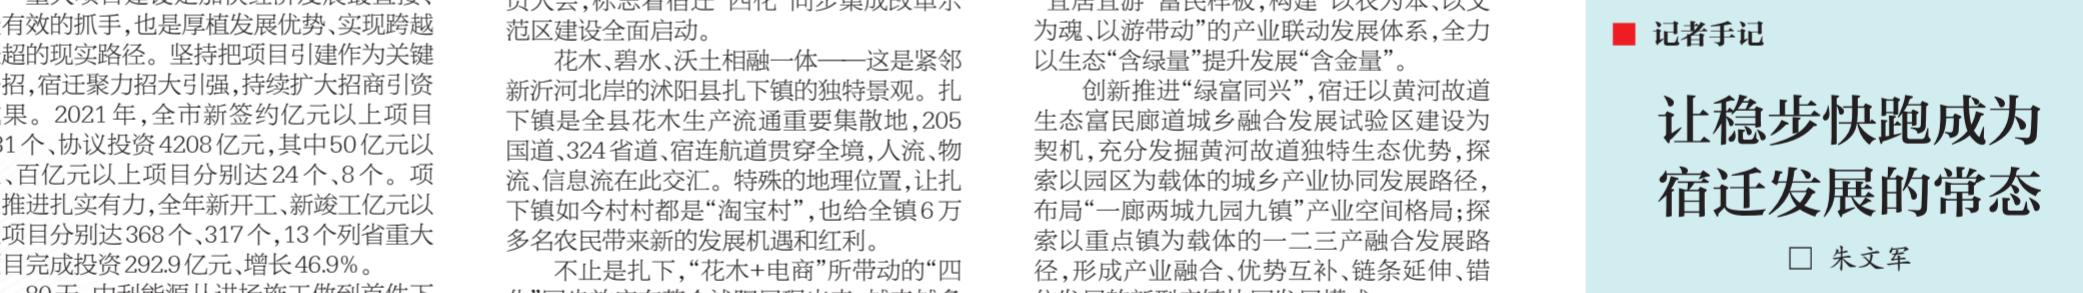 有效的抓手,也是厚植发展优势、实现跨越
超的现实路径。坚持把项目引建作为关键
招,宿迁聚力招大引强,持续扩大招商引资
果。2021年,全市新签约亿元以上项目
31个、协议投资4208亿元,其中50亿元以
、百亿元以上项目分别达24个、8个。项
推进扎实有力,全年新开工、新竣工亿元以
项目分别达368个、317个,13个列省重大
目完成投资292.9亿元、增长46.9%。
范区建设全面启动。
花木、碧水、沃土相融一体——这是紧邻
新沂河北岸的沭阳县扎下镇的独特景观。扎
下镇是全县花木生产流通重要集散地,205
国道、324省道、宿连航道贯穿全境,人流、物
流、信息流在此交汇。特殊的地理位置,让扎
下镇如今村村都是“淘宝村”,也给全镇6万
多名农民带来新的发展机遇和红利。
不止是扎下,“花木+电商”所带动的“四
为魂、以游带动”的产业联动发展体系,全力
以生态“含绿量”提升发展“含金量”。
创新推进“绿富同兴”,宿迁以黄河故道
生态富民廊道城乡融合发展试验区建设为
契机,充分发掘黄河故道独特生态优势,探
索以园区为载体的城乡产业协同发展路径,
布局“一廊两城九园九镇”产业空间格局;探
索以重点镇为载体的一二三产融合发展路
径,形成产业融合、优势互补、链条延伸、错
记者手记
让稳步快跑成为
宿迁发展的常态
□ 朱文军